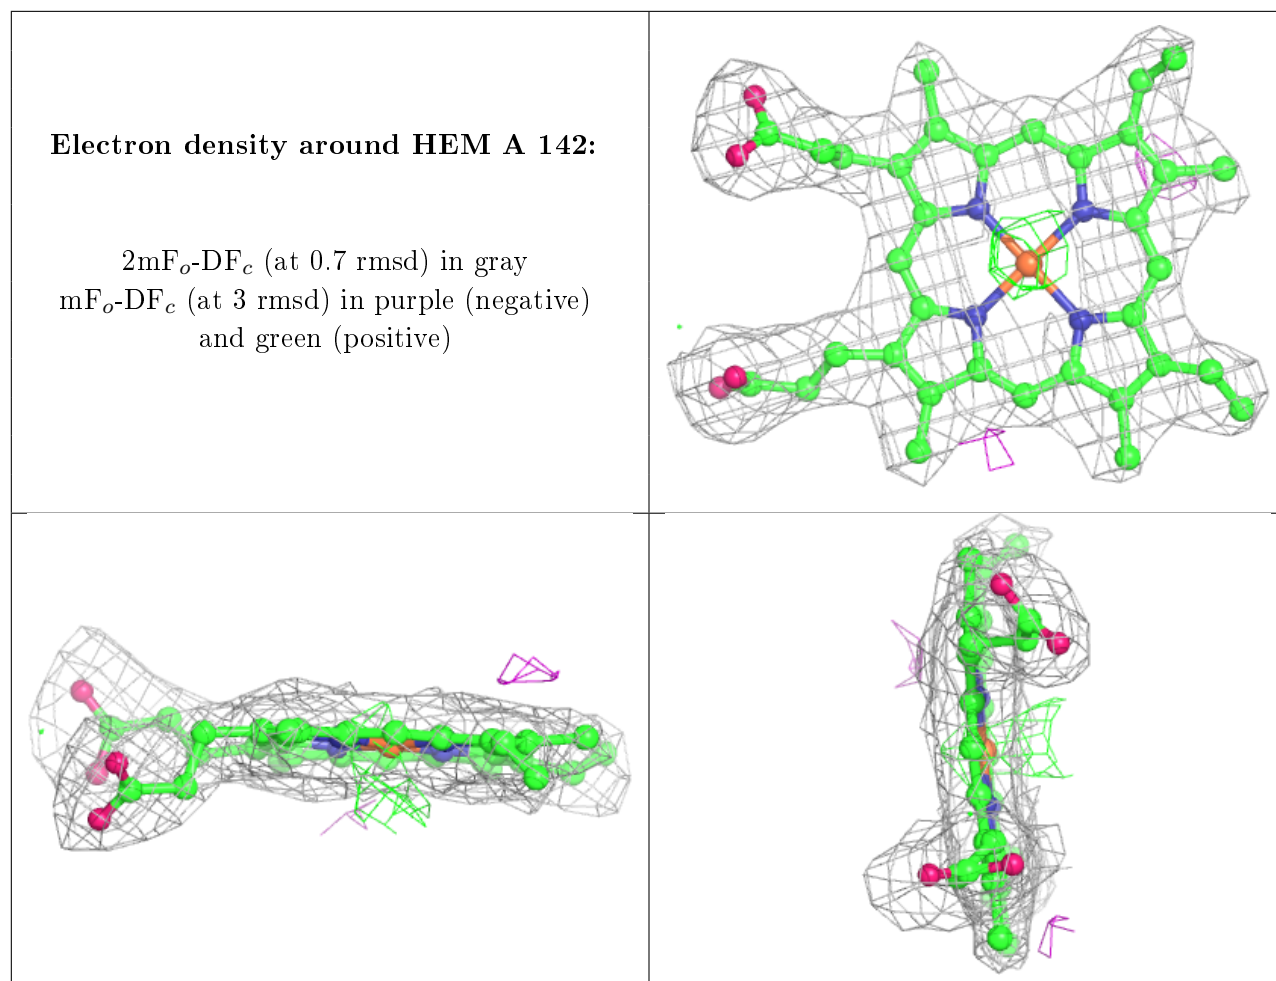 Electron density around HEM A 142:
2mFₒ-DF𝒸 (at 0.7 rmsd) in gray
mFₒ-DF𝒸 (at 3 rmsd) in purple (negative)
and green (positive)